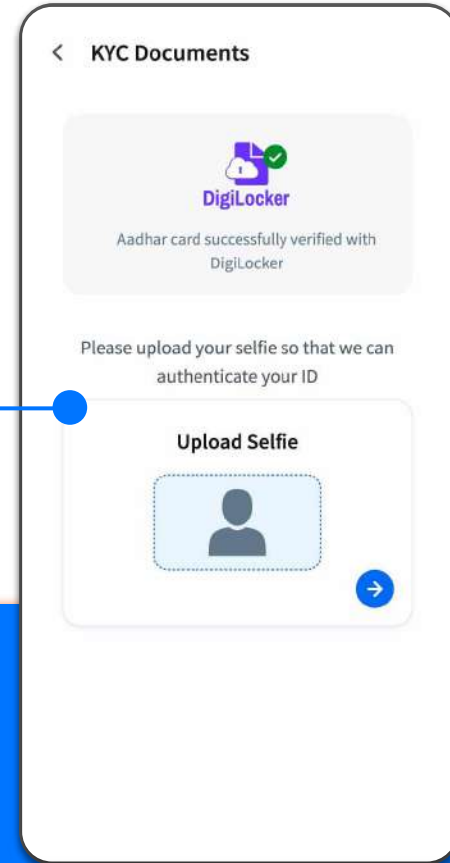 KYC Documents
DigiLocker
Aadhar card successfully verified with
DigiLocker
Please upload your selfie so that we can
authenticate your ID
Upload Selfie